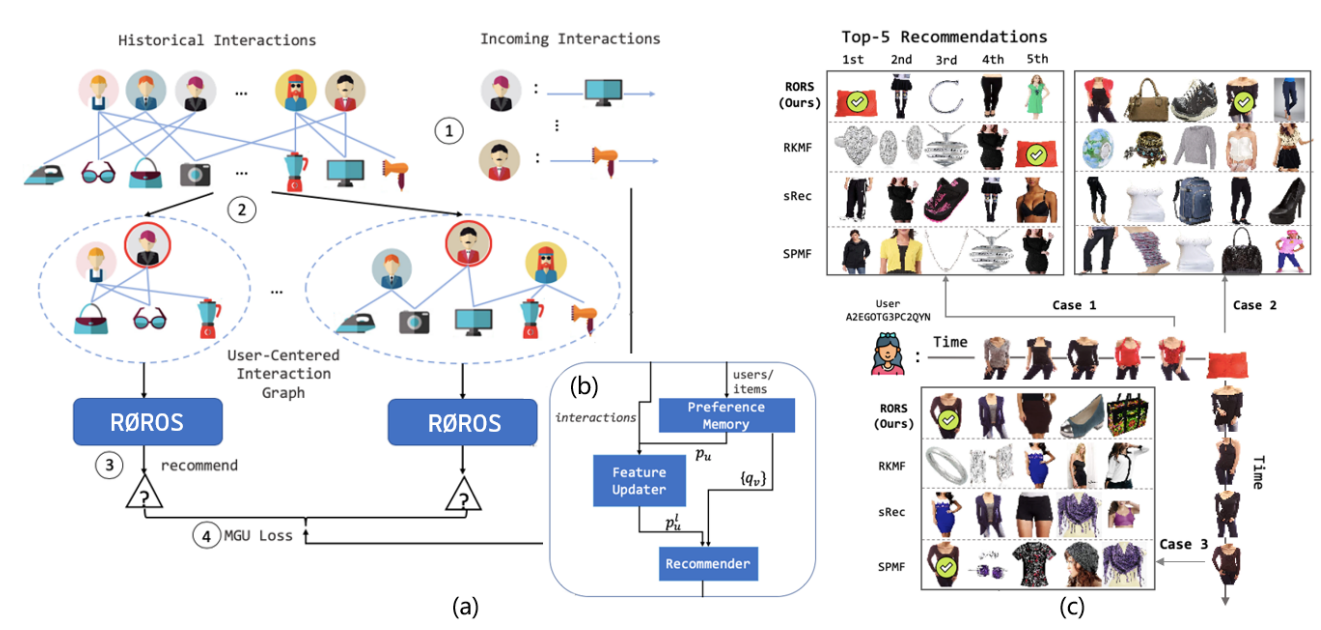 Historical Interactions
Incoming Interactions
...
:
1
⋮
:
...
2
...
User-Centered
Interaction
Graph
RØROS
RØROS
3
recommend
?
?
4
MGU Loss
(a)
(b)
users/
items
interactions
Preference
Memory
p_u
{q_v}
Feature
Updater
p_u^l
Recommender
Top-5 Recommendations
1st 2nd 3rd 4th 5th
RORS
(Ours)
RKMF
sRec
SPMF
Case 1
Case 2
User
A2EGOTG3PC2QYN
:
Time
RORS
(Ours)
RKMF
sRec
SPMF
Time
Case 3
(c)